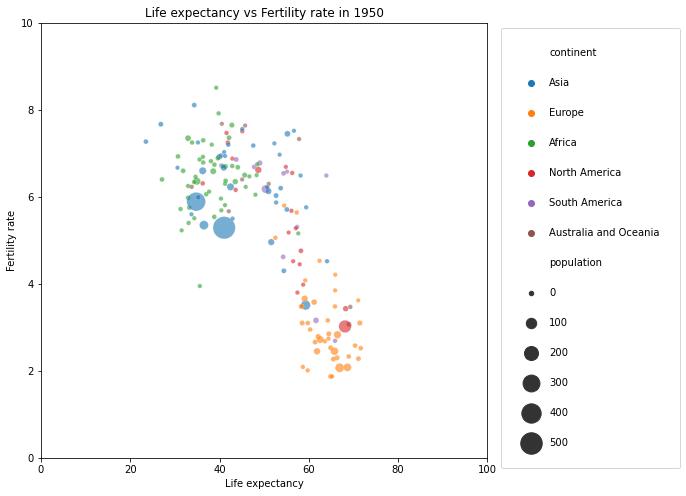 Life expectancy vs Fertility rate in 1950
10
8
6
4
2
0
Fertility rate
0 20 40 60 80 100
Life expectancy
continent
Asia
Europe
Africa
North America
South America
Australia and Oceania
population
0
100
200
300
400
500